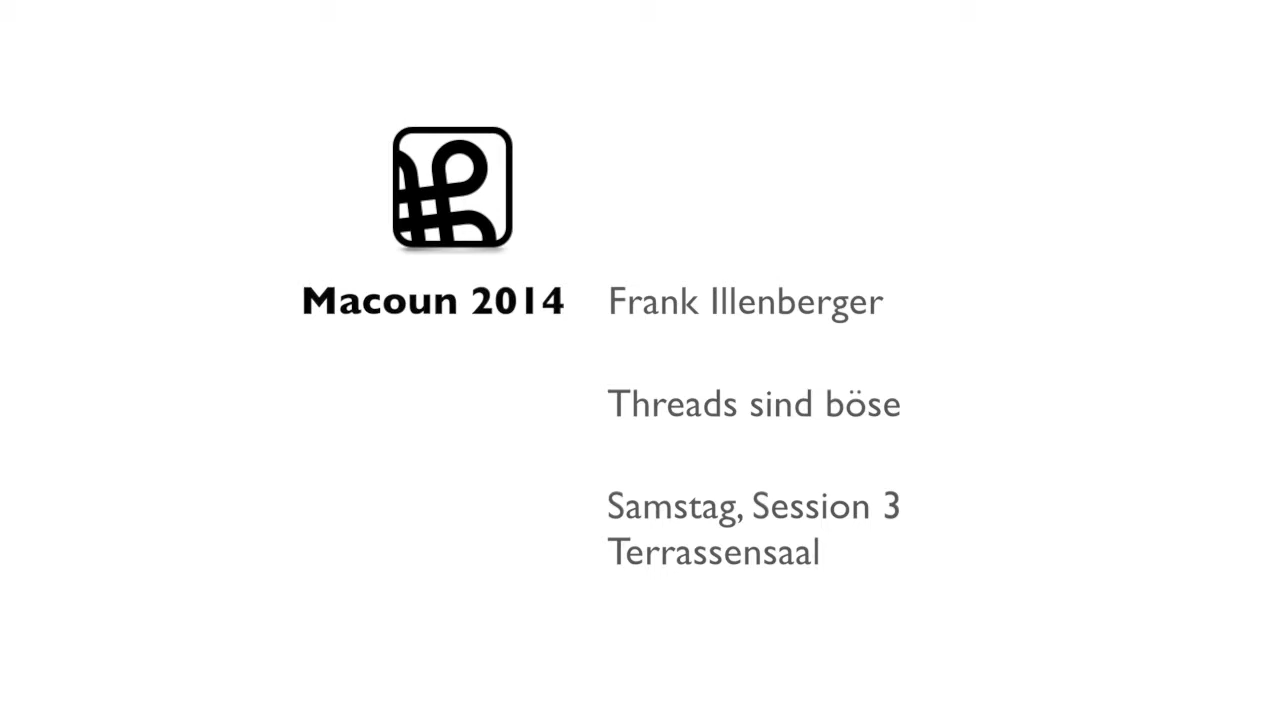 Macoun 2014
Frank Illenberger
Threads sind böse
Samstag, Session 3
Terrassensaal